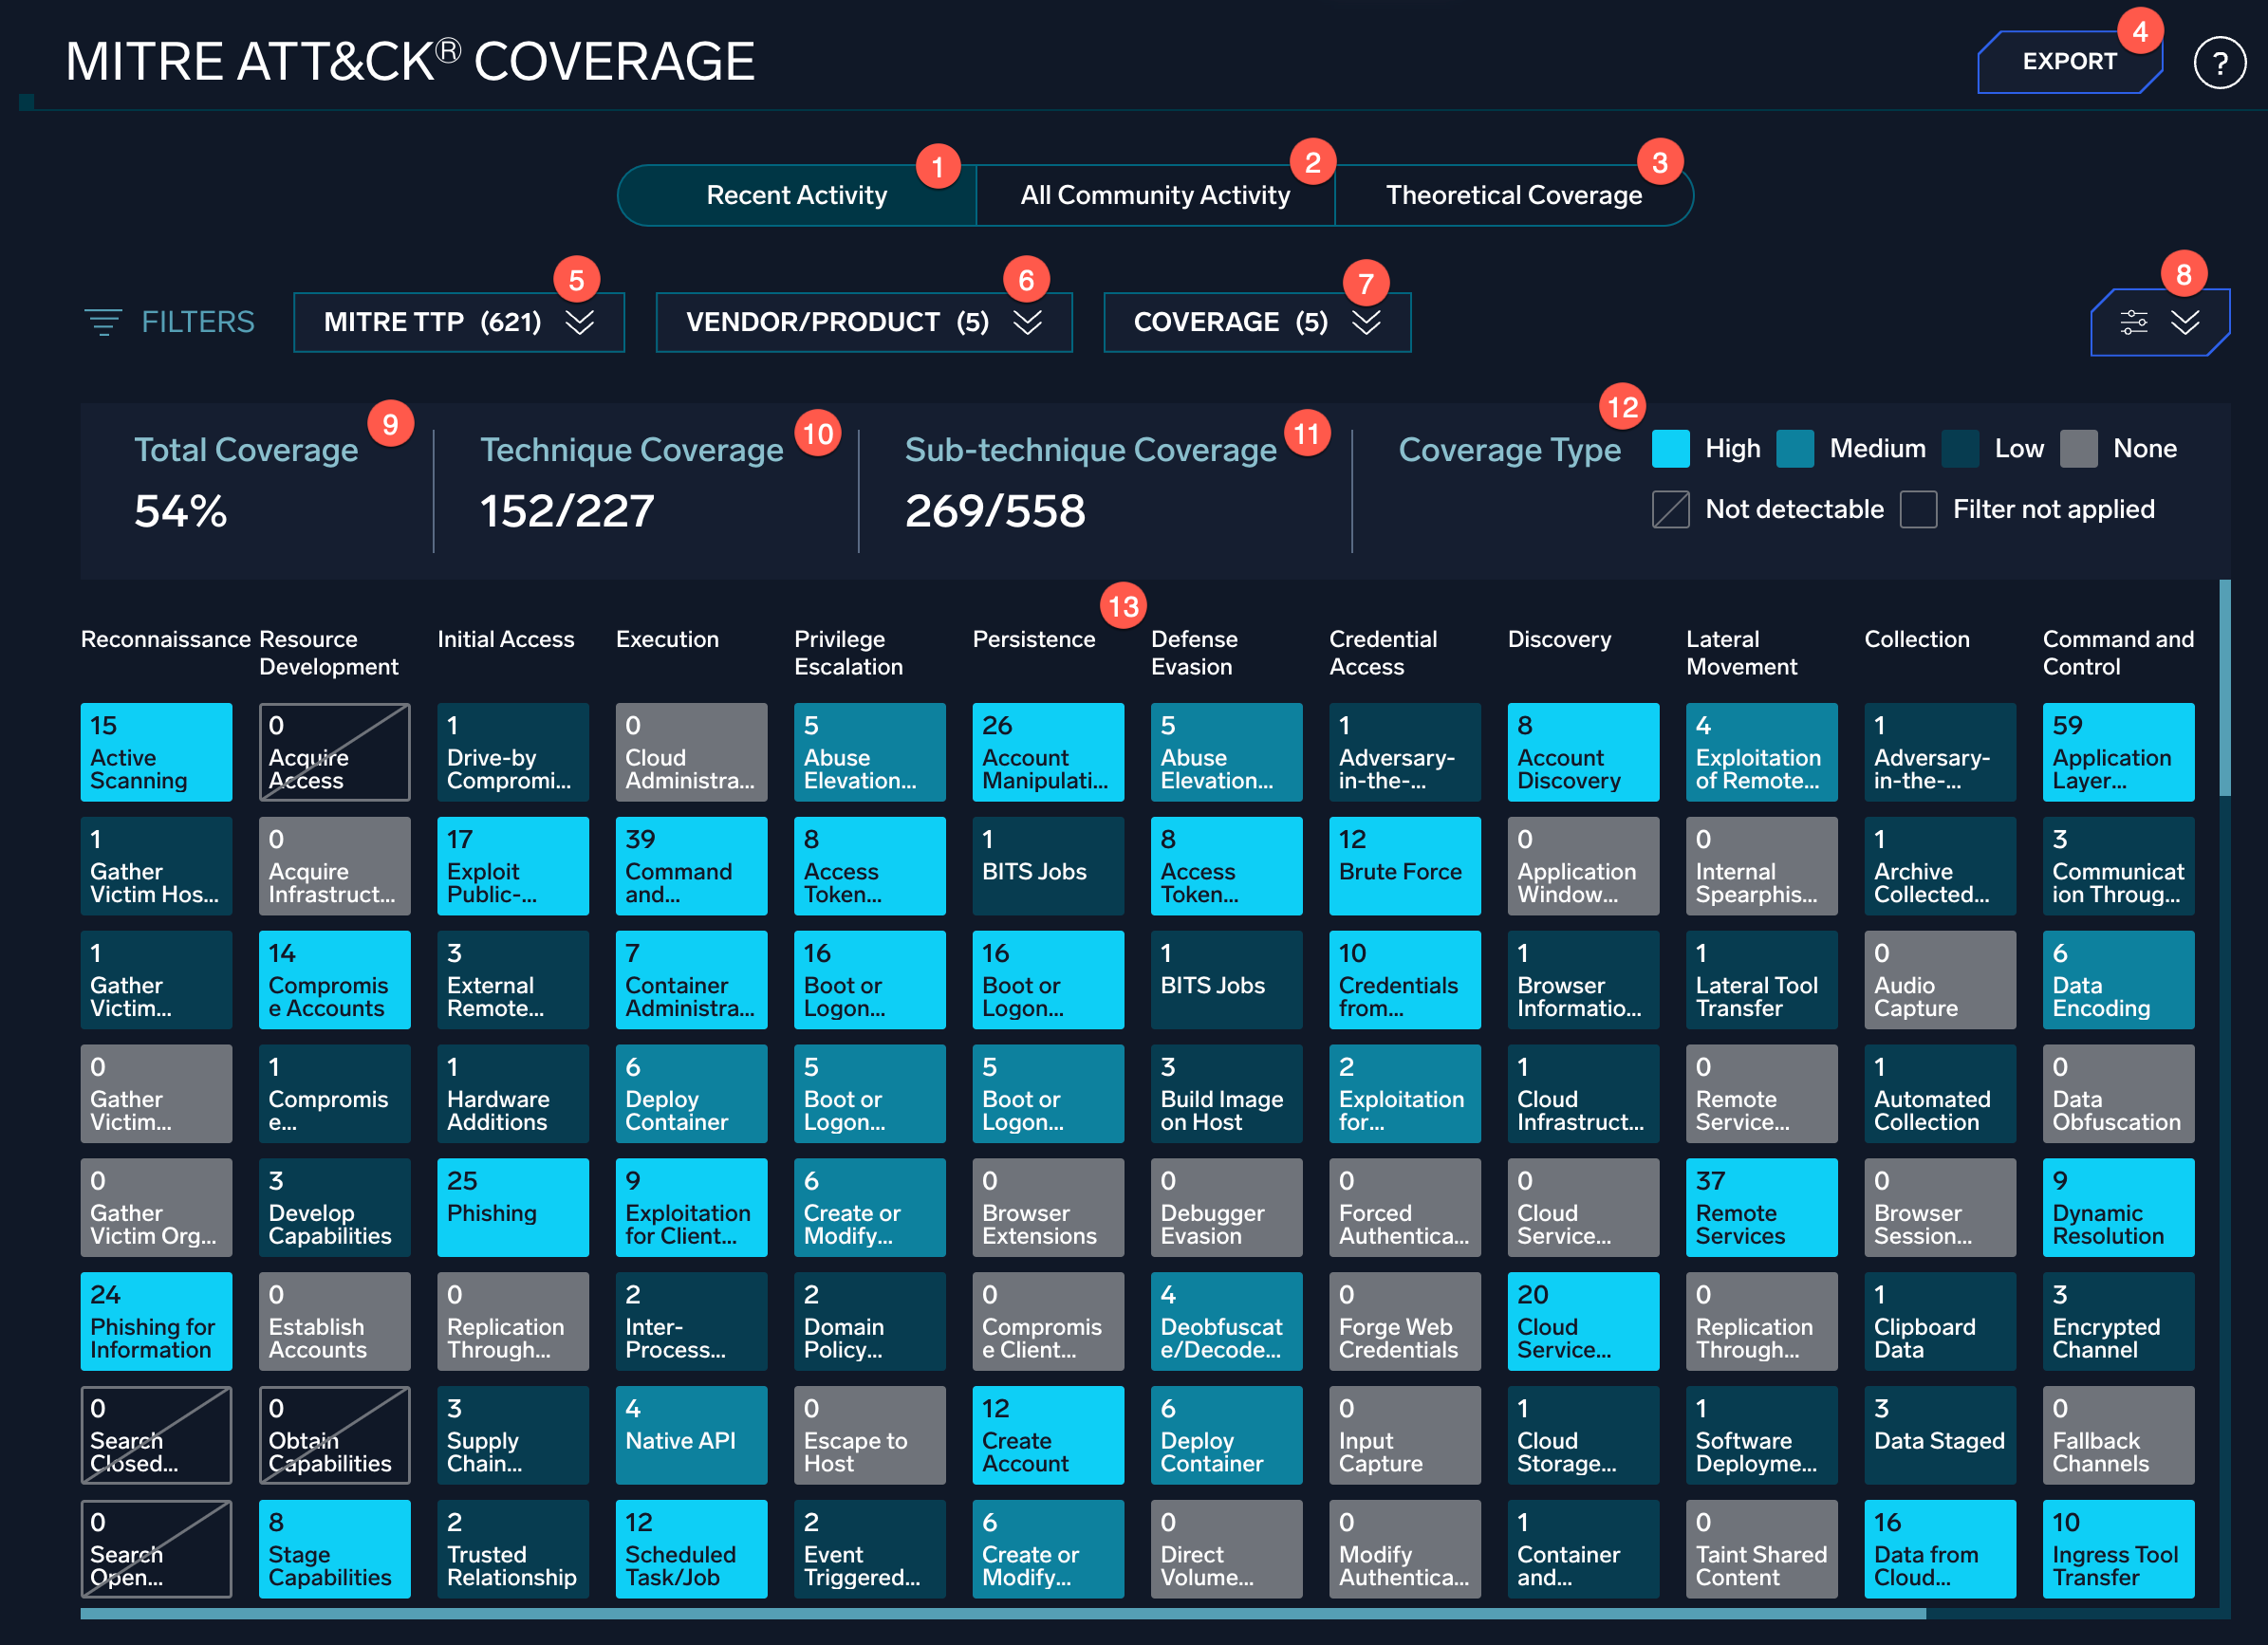 MITRE ATT&CK® COVERAGE
EXPORT
4
?
1
2
3
Recent Activity
All Community Activity
Theoretical Coverage
5
6
7
8
FILTERS
MITRE TTP (621)
VENDOR/PRODUCT (5)
COVERAGE (5)
9
10
11
12
Total Coverage
54%
Technique Coverage
152/227
Sub-technique Coverage
269/558
Coverage Type
High
Medium
Low
None
Not detectable
Filter not applied
13
Reconnaissance
Resource
Development
Initial Access
Execution
Privilege
Escalation
Persistence
Defense
Evasion
Credential
Access
Discovery
Lateral
Movement
Collection
Command and
Control
15
Active
Scanning
0
Acquire
Access
1
Drive-by
Compromi...
0
Cloud
Administra...
5
Abuse
Elevation...
26
Account
Manipulati...
5
Abuse
Elevation...
1
Adversary-
in-the-...
8
Account
Discovery
4
Exploitation
of Remote...
1
Adversary-
in-the-...
59
Application
Layer...
1
Gather
Victim Hos...
0
Acquire
Infrastruct...
17
Exploit
Public-...
39
Command
and...
8
Access
Token...
1
BITS Jobs
8
Access
Token...
12
Brute Force
0
Application
Window...
0
Internal
Spearphis...
1
Archive
Collected...
3
Communicat
ion Throug...
1
Gather
Victim...
14
Compromis
e Accounts
3
External
Remote...
7
Container
Administra...
16
Boot or
Logon...
16
Boot or
Logon...
1
BITS Jobs
10
Credentials
from...
1
Browser
Informatio...
1
Lateral Tool
Transfer
0
Audio
Capture
6
Data
Encoding
0
Gather
Victim...
1
Compromis
e...
1
Hardware
Additions
6
Deploy
Container
5
Boot or
Logon...
5
Boot or
Logon...
3
Build Image
on Host
2
Exploitation
for...
1
Cloud
Infrastruct...
0
Remote
Service...
1
Automated
Collection
0
Data
Obfuscation
0
Gather
Victim Org...
3
Develop
Capabilities
25
Phishing
9
Exploitation
for Client...
6
Create or
Modify...
0
Browser
Extensions
0
Debugger
Evasion
0
Forced
Authentica...
0
Cloud
Service...
37
Remote
Services
0
Browser
Session...
9
Dynamic
Resolution
24
Phishing for
Information
0
Establish
Accounts
0
Replication
Through...
2
Inter-
Process...
2
Domain
Policy...
0
Compromis
e Client...
4
Deobfuscat
e/Decode...
0
Forge Web
Credentials
20
Cloud
Service...
0
Replication
Through...
1
Clipboard
Data
3
Encrypted
Channel
0
Search
Closed...
0
Obtain
Capabilities
3
Supply
Chain...
4
Native API
0
Escape to
Host
12
Create
Account
6
Deploy
Container
0
Input
Capture
1
Cloud
Storage...
1
Software
Deployme...
3
Data Staged
0
Fallback
Channels
0
Search
Open...
8
Stage
Capabilities
2
Trusted
Relationship
12
Scheduled
Task/Job
2
Event
Triggered...
6
Create or
Modify...
0
Direct
Volume...
0
Modify
Authentica...
1
Container
and...
0
Taint Shared
Content
16
Data from
Cloud...
10
Ingress Tool
Transfer